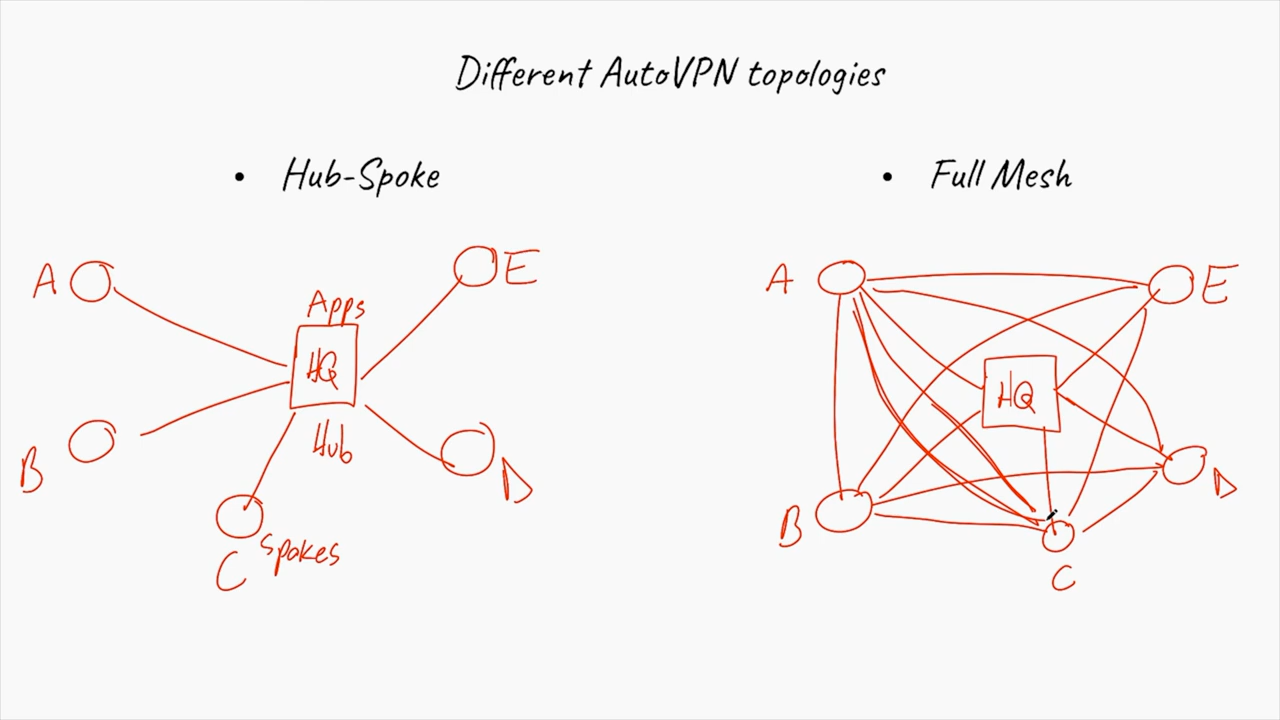 Different AutoVPN topologies
• Hub-Spoke
A
E
Apps
HQ
Hub
B
D
C
Spokes
• Full Mesh
A
E
HQ
B
D
C